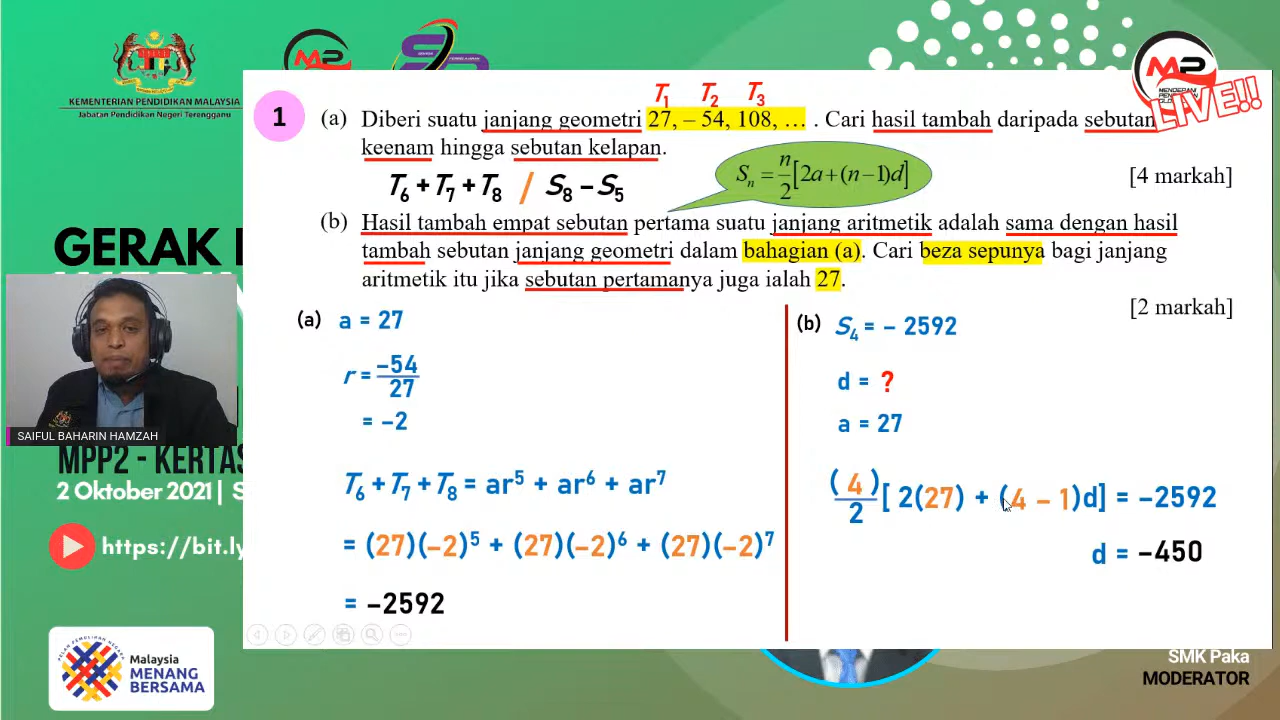 KEMENTERIAN PENDIDIKAN MALAYSIA
Jabatan Pendidikan Negeri Terengganu
MP
MP
LIVE!!
1
T₁ T₂ T₃
(a) Diberi suatu janjang geometri 27, – 54, 108, … . Cari hasil tambah daripada sebutan
keenam hingga sebutan kelapan.
[4 markah]
T₆ + T₇ + T₈ / S₈ – S₅
Sₙ = n/2[2a+(n−1)d]
(b) Hasil tambah empat sebutan pertama suatu janjang aritmetik adalah sama dengan hasil
tambah sebutan janjang geometri dalam bahagian (a). Cari beza sepunya bagi janjang
aritmetik itu jika sebutan pertamanya juga ialah 27.
[2 markah]
(a) a = 27
r = –54/27
= –2
T₆ + T₇ + T₈ = ar⁵ + ar⁶ + ar⁷
= (27)(–2)⁵ + (27)(–2)⁶ + (27)(–2)⁷
= –2592
(b) S₄ = – 2592
d = ?
a = 27
(4)/2 [ 2(27) + (4 – 1)d] = –2592
d = –450
GERAK
SAIFUL BAHARIN HAMZAH
MPP2 - KERTAS
2 Oktober 2021 | S
https://bit.ly
Malaysia
MENANG
BERSAMA
SMK Paka
MODERATOR